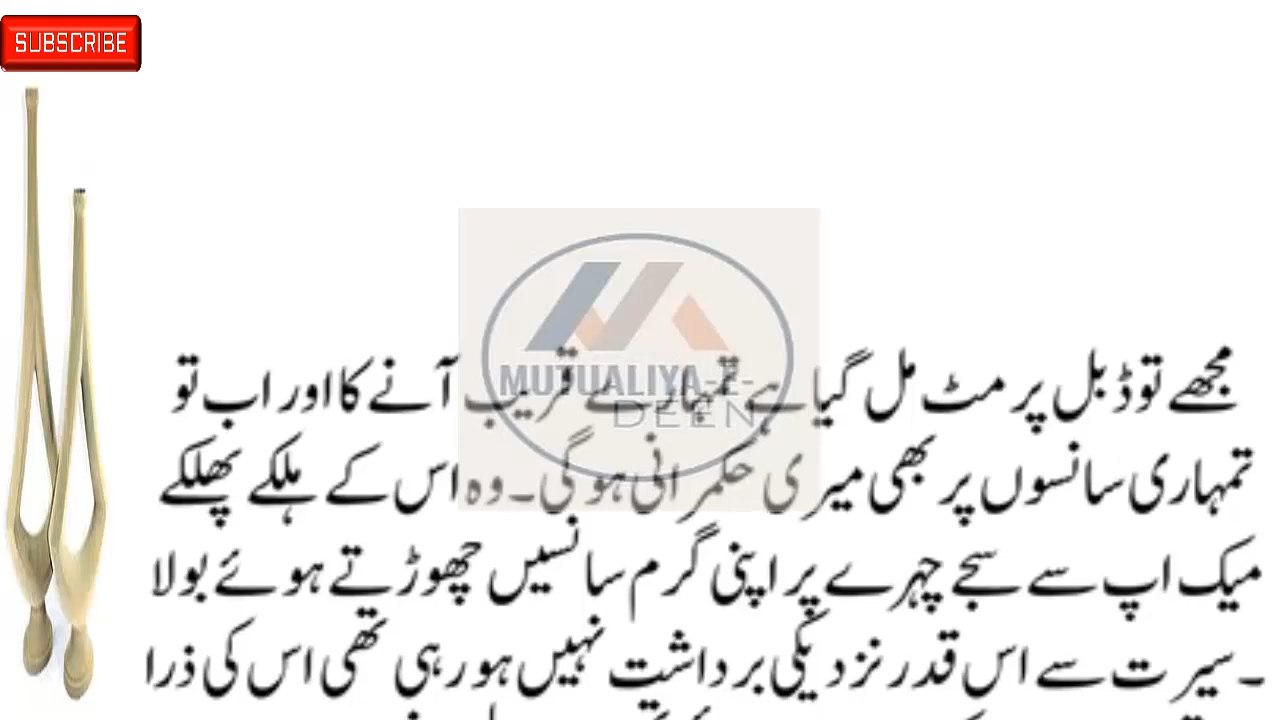 SUBSCRIBE
MUTUALIYA-E-
DEEN
مجھے تو ڈبل پرمٹ مل گیا ہے تمہارے قریب آنے کا اور اب تو
تمہاری سانسوں پر بھی میری حکمرانی ہو گی۔ وہ اس کے ہلکے پھلکے
میک اپ سے سجے چہرے پر اپنی گرم سانسیں چھوڑتے ہوئے بولا
۔ سیرت سے اس قدر نزدیکی برداشت نہیں ہو رہی تھی اس کی ذرا